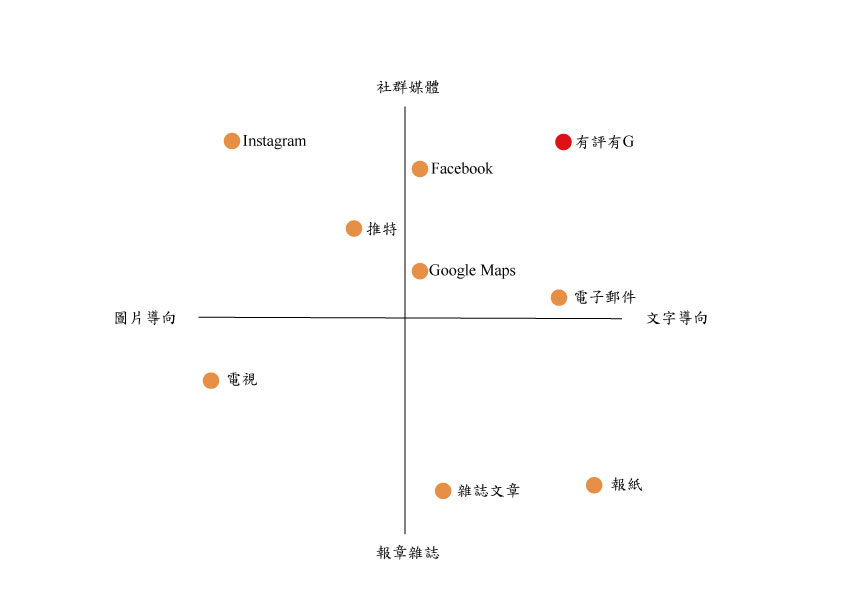 社群媒體
Instagram
有評有G
Facebook
推特
Google Maps
電子郵件
圖片導向
文字導向
電視
雜誌文章
報紙
報章雜誌